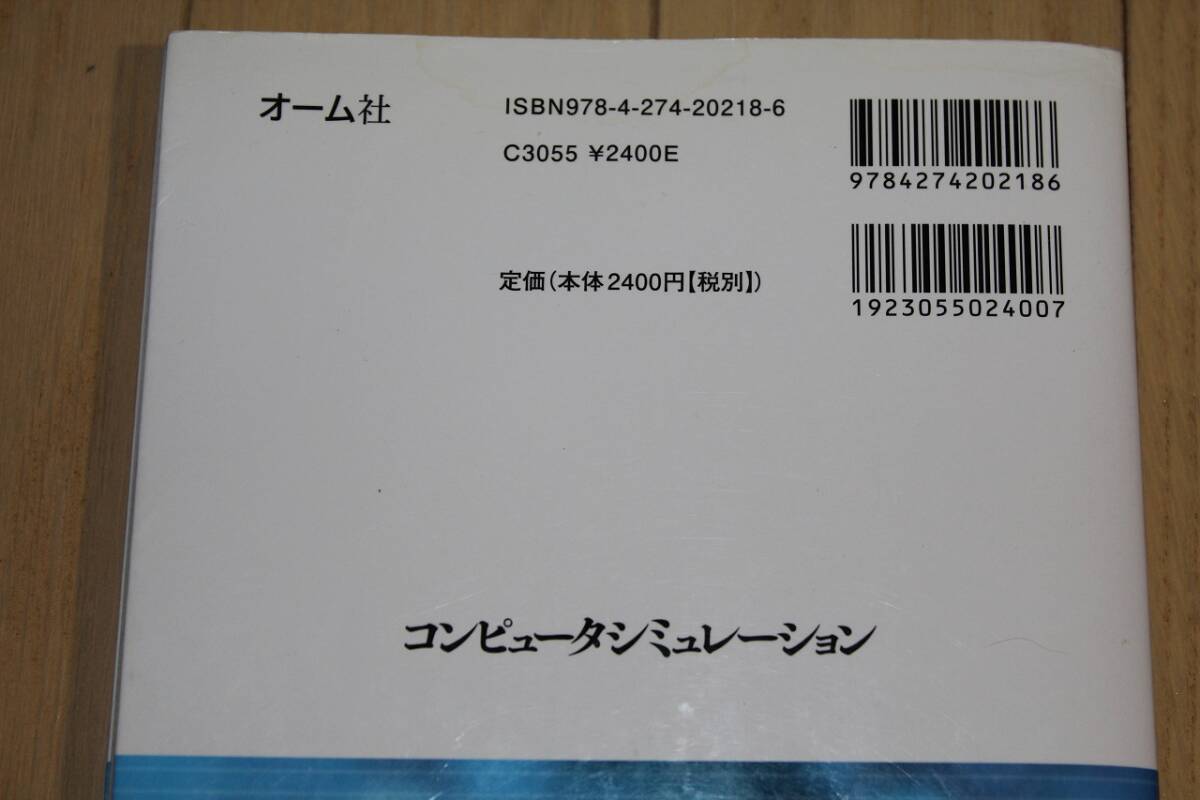 オーム社
ISBN978-4-274-20218-6
C3055 ¥2400E
9784274202186
定価(本体2400円【税別】)
1923055024007
コンピュータシミュレーション